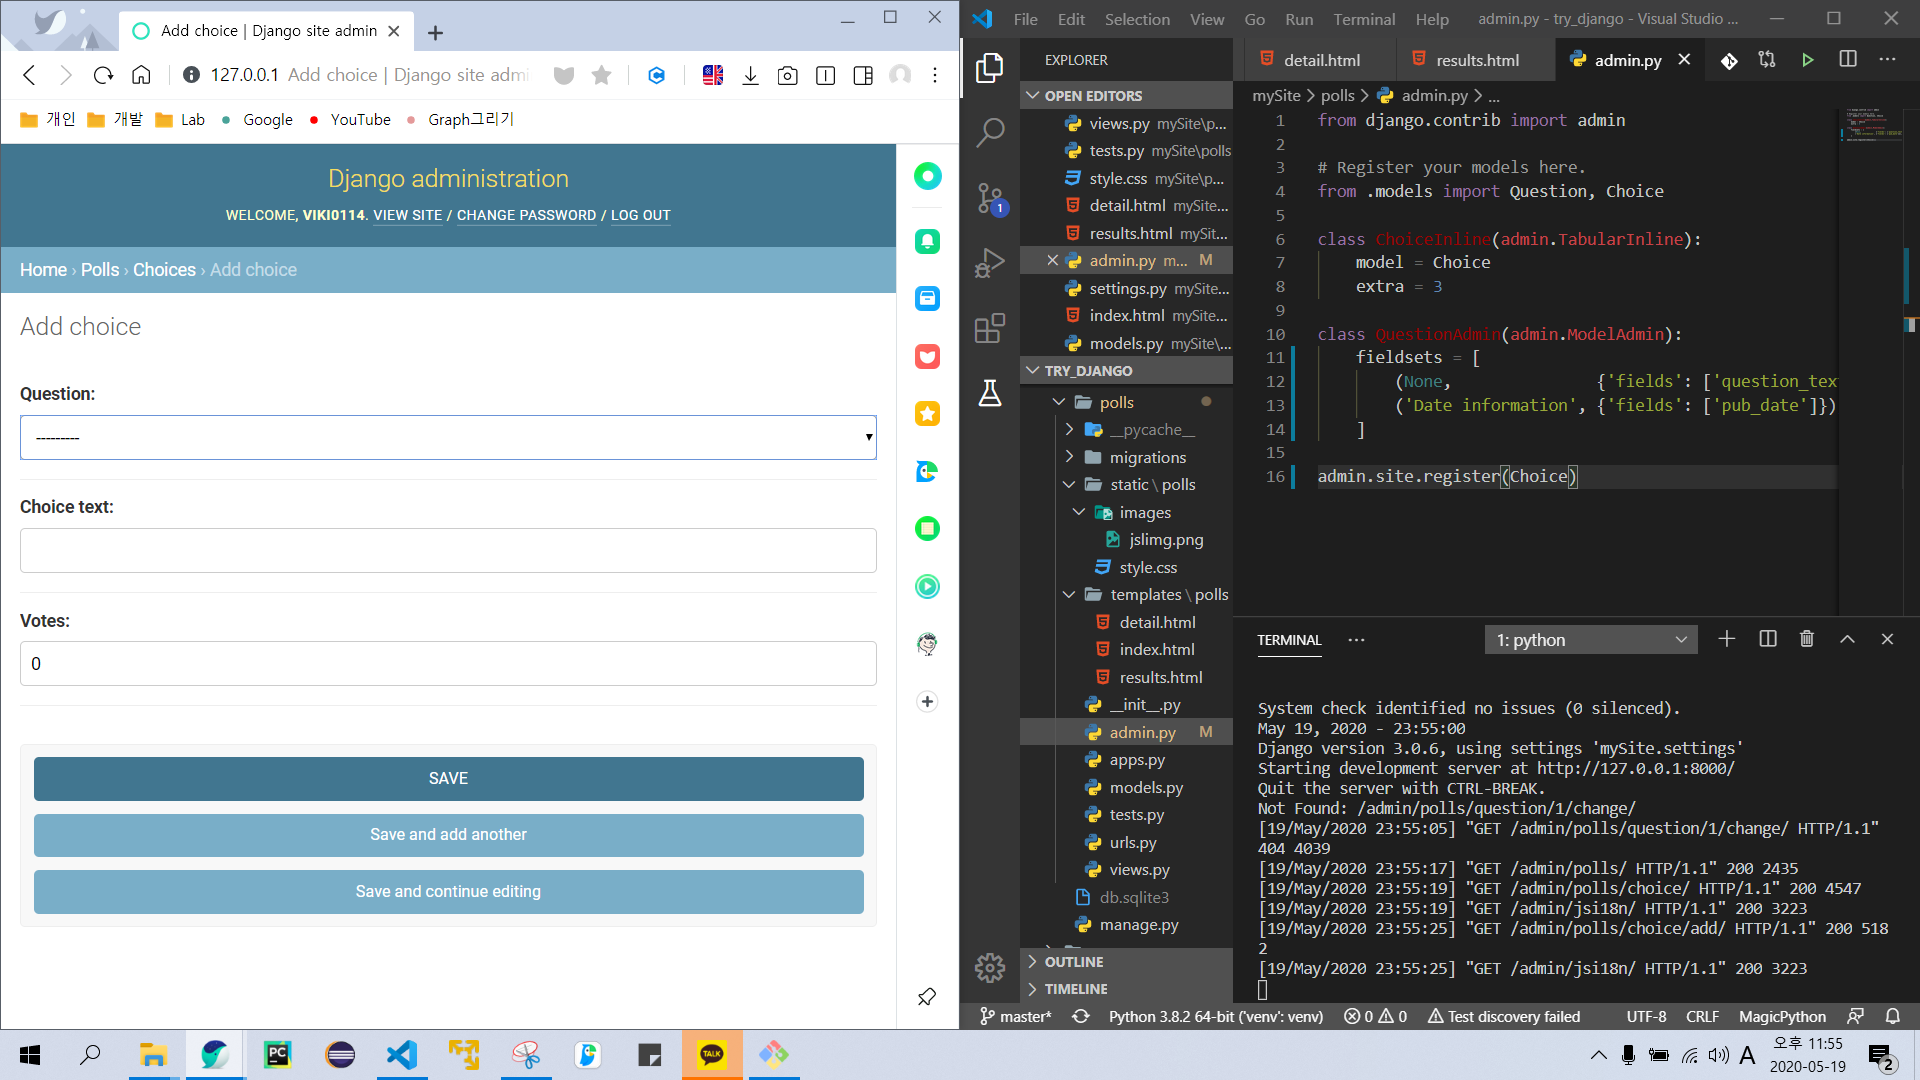 Add choice | Django site admin
127.0.0.1 Add choice | Django site admin
개인 개발 Lab Google YouTube Graph그리기
Django administration
WELCOME, VIKI0114. VIEW SITE / CHANGE PASSWORD / LOG OUT
Home › Polls › Choices › Add choice
Add choice
Question:
---------
Choice text:
Votes:
0
SAVE
Save and add another
Save and continue editing
File Edit Selection View Go Run Terminal Help admin.py - try_django - Visual Studio ...
EXPLORER
OPEN EDITORS
views.py mySite\p...
tests.py mySite\polls
style.css mySite\p...
detail.html mySite...
results.html mySit...
admin.py m... M
settings.py mySite...
index.html mySite...
models.py mySite\...
TRY_DJANGO
polls
__pycache__
migrations
static \ polls
images
jslimg.png
style.css
templates \ polls
detail.html
index.html
results.html
__init__.py
admin.py M
apps.py
models.py
tests.py
urls.py
views.py
db.sqlite3
manage.py
OUTLINE
TIMELINE
detail.html results.html admin.py
mySite > polls > admin.py > ...
1 from django.contrib import admin
2
3 # Register your models here.
4 from .models import Question, Choice
5
6 class ChoiceInline(admin.TabularInline):
7 model = Choice
8 extra = 3
9
10 class QuestionAdmin(admin.ModelAdmin):
11 fieldsets = [
12 (None, {'fields': ['question_tex
13 ('Date information', {'fields': ['pub_date']})
14 ]
15
16 admin.site.register(Choice)
TERMINAL ... 1: python
System check identified no issues (0 silenced).
May 19, 2020 - 23:55:00
Django version 3.0.6, using settings 'mySite.settings'
Starting development server at http://127.0.0.1:8000/
Quit the server with CTRL-BREAK.
Not Found: /admin/polls/question/1/change/
[19/May/2020 23:55:05] "GET /admin/polls/question/1/change/ HTTP/1.1"
404 4039
[19/May/2020 23:55:17] "GET /admin/polls/ HTTP/1.1" 200 2435
[19/May/2020 23:55:19] "GET /admin/polls/choice/ HTTP/1.1" 200 4547
[19/May/2020 23:55:19] "GET /admin/jsi18n/ HTTP/1.1" 200 3223
[19/May/2020 23:55:25] "GET /admin/polls/choice/add/ HTTP/1.1" 200 518
2
[19/May/2020 23:55:25] "GET /admin/jsi18n/ HTTP/1.1" 200 3223
1
master* Python 3.8.2 64-bit ('venv': venv) 0 0 Test discovery failed UTF-8 CRLF MagicPython
PC
TALK
A 오후 11:55
2020-05-19
2